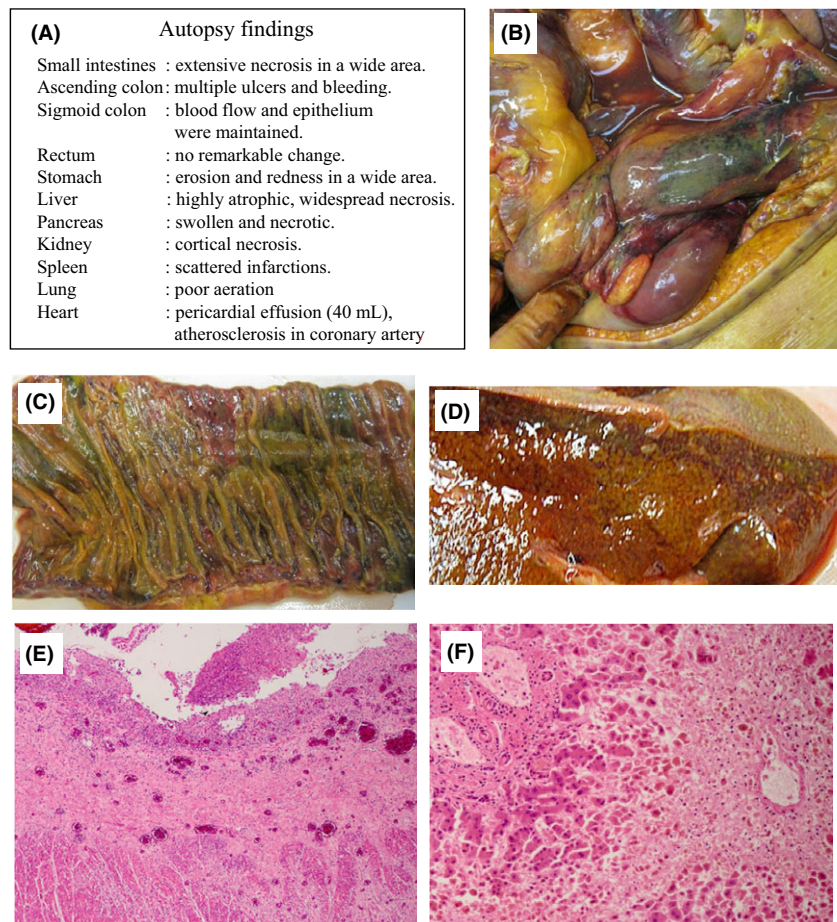 (A) Autopsy findings
Small intestines : extensive necrosis in a wide area.
Ascending colon : multiple ulcers and bleeding.
Sigmoid colon : blood flow and epithelium
were maintained.
Rectum : no remarkable change.
Stomach : erosion and redness in a wide area.
Liver : highly atrophic, widespread necrosis.
Pancreas : swollen and necrotic.
Kidney : cortical necrosis.
Spleen : scattered infarctions.
Lung : poor aeration
Heart : pericardial effusion (40 mL),
atherosclerosis in coronary artery
(B)
(C)
(D)
(E)
(F)